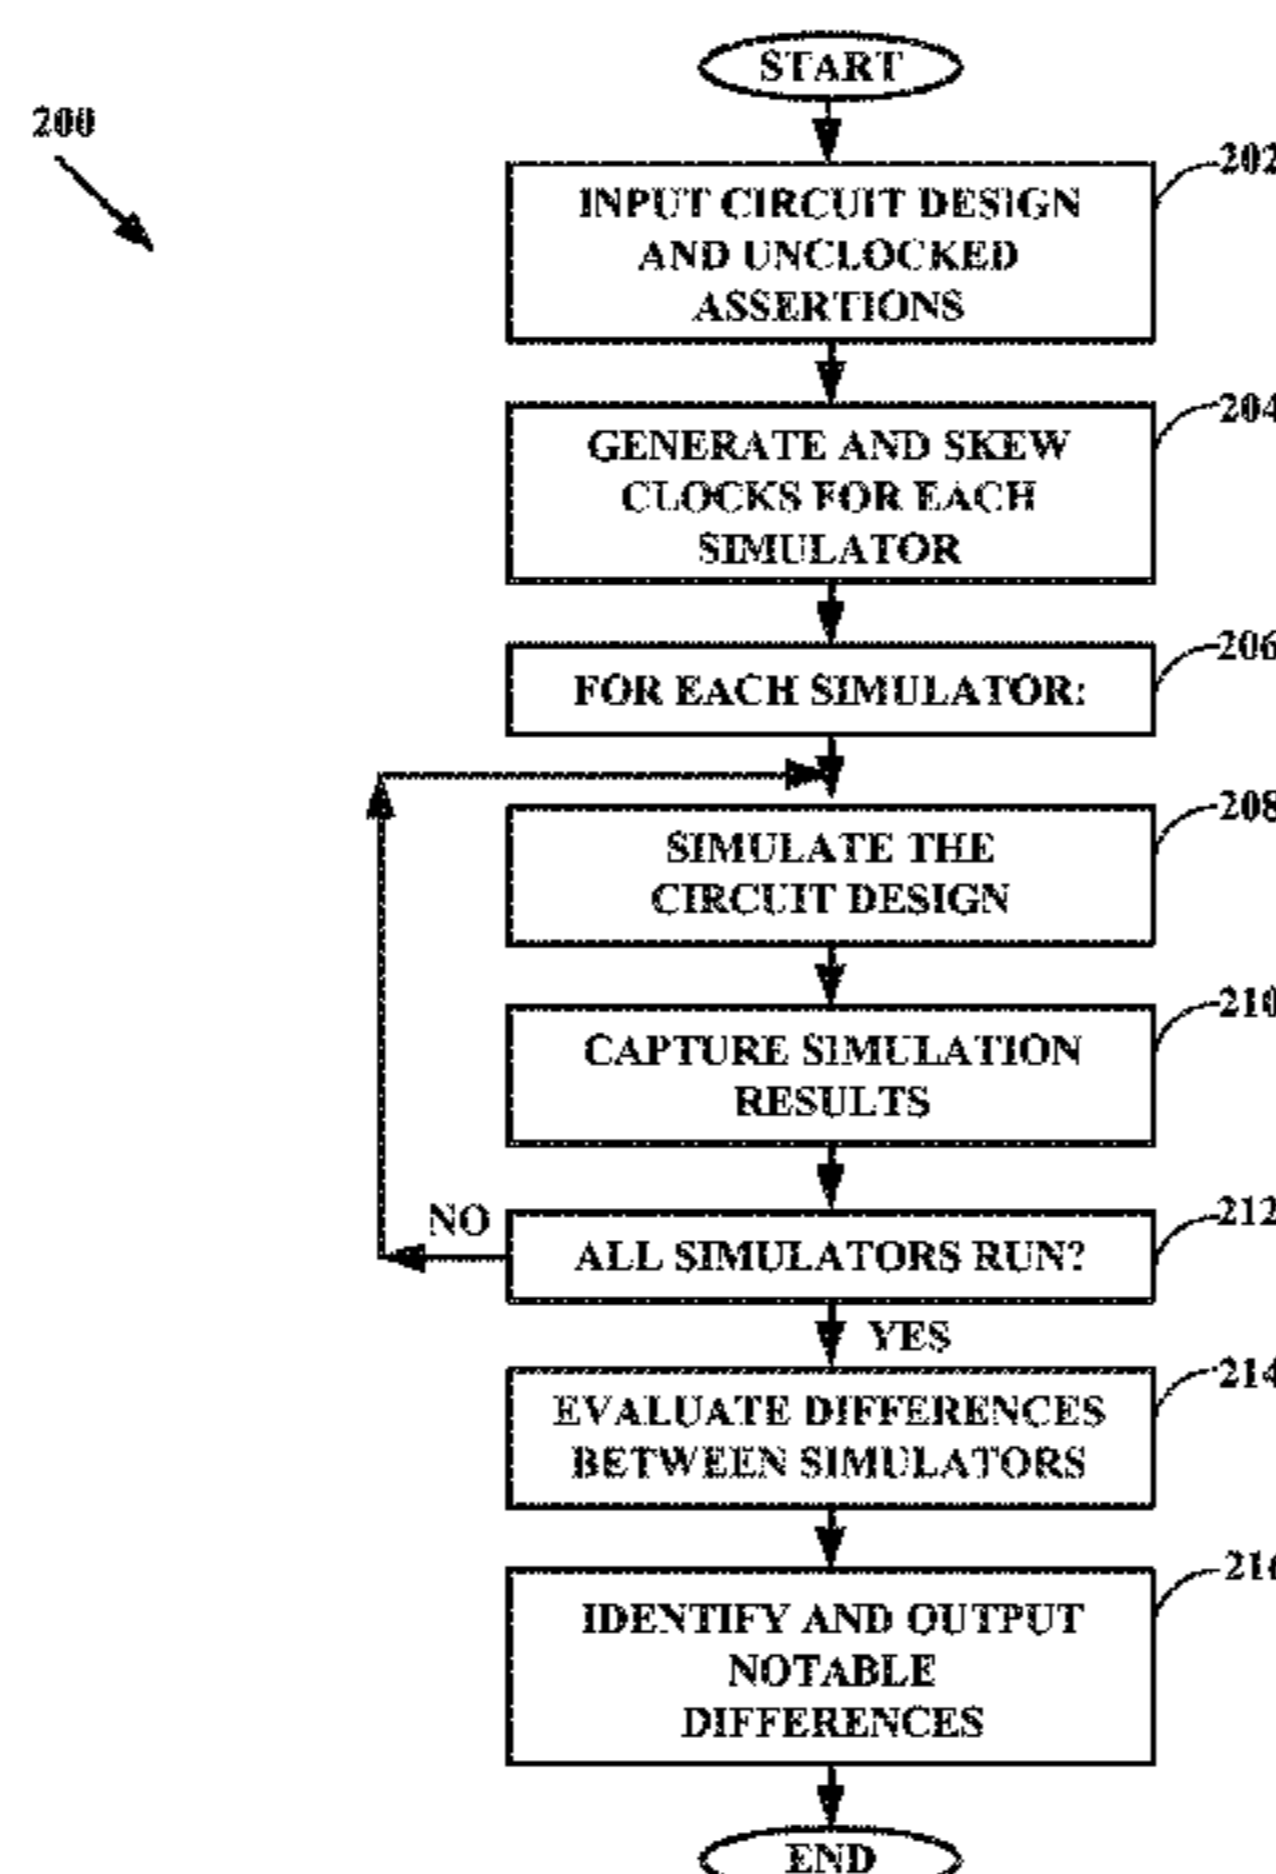 START
200
202
INPUT CIRCUIT DESIGN
AND UNCLOCKED
ASSERTIONS
204
GENERATE AND SKEW
CLOCKS FOR EACH
SIMULATOR
206
FOR EACH SIMULATOR:
208
SIMULATE THE
CIRCUIT DESIGN
210
CAPTURE SIMULATION
RESULTS
212
NO
ALL SIMULATORS RUN?
YES
214
EVALUATE DIFFERENCES
BETWEEN SIMULATORS
216
IDENTIFY AND OUTPUT
NOTABLE
DIFFERENCES
END